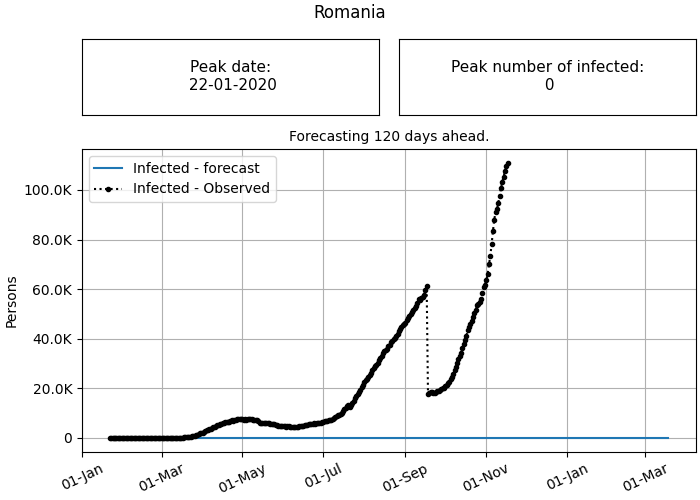 Romania
Peak date:
22-01-2020
Peak number of infected:
0
Forecasting 120 days ahead.
Infected - forecast
Infected - Observed
100.0K
80.0K
60.0K
40.0K
20.0K
0
Persons
01-Jan
01-Mar
01-May
01-Jul
01-Sep
01-Nov
01-Jan
01-Mar